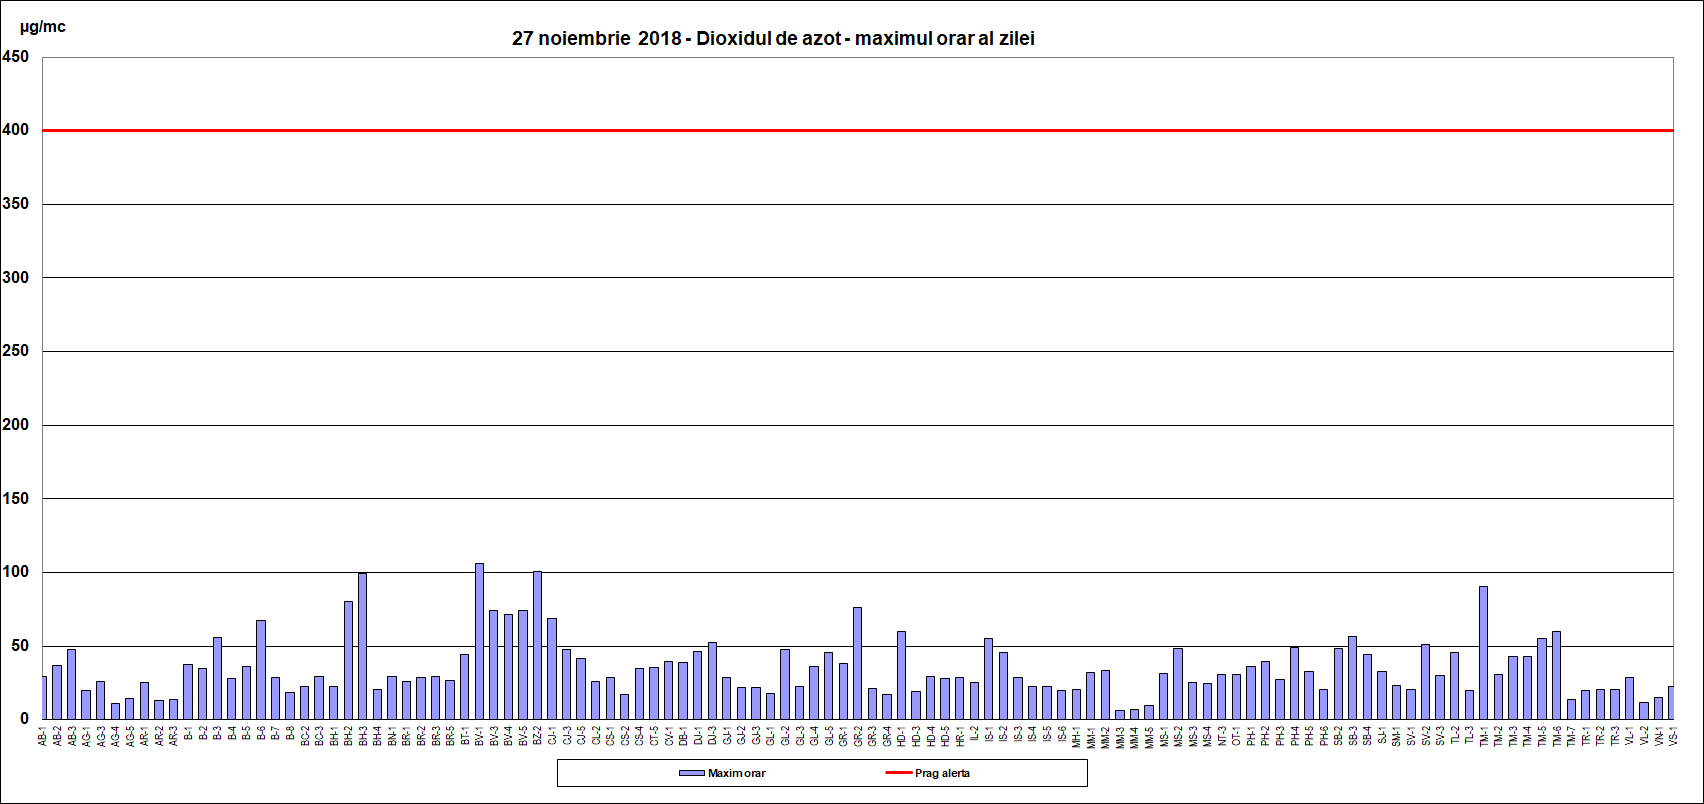 µg/mc
27 noiembrie 2018 - Dioxidul de azot - maximul orar al zilei
450
400
350
300
250
200
150
100
50
0
AB-1
AB-2
AB-3
AG-1
AG-3
AG-4
AG-5
AR-1
AR-2
AR-3
B-1
B-2
B-3
B-4
B-5
B-6
B-7
B-8
BC-2
BC-3
BH-1
BH-2
BH-3
BH-4
BN-1
BR-1
BR-2
BR-3
BR-5
BT-1
BV-1
BV-3
BV-4
BV-5
BZ-2
CJ-1
CJ-3
CJ-5
CL-2
CS-1
CS-2
CS-4
CT-5
CV-1
DB-1
DJ-1
DJ-3
GJ-1
GJ-2
GJ-3
GL-1
GL-2
GL-3
GL-4
GL-5
GR-1
GR-2
GR-3
GR-4
HD-1
HD-3
HD-4
HD-5
HR-1
IL-2
IS-1
IS-2
IS-3
IS-4
IS-5
IS-6
MH-1
MM-1
MM-2
MM-3
MM-4
MM-5
MS-1
MS-2
MS-3
MS-4
NT-3
OT-1
PH-1
PH-2
PH-3
PH-4
PH-5
PH-6
SB-2
SB-3
SB-4
SJ-1
SM-1
SV-1
SV-2
SV-3
TL-2
TL-3
TM-1
TM-2
TM-3
TM-4
TM-5
TM-6
TM-7
TR-1
TR-2
TR-3
VL-1
VL-2
VN-1
VS-1
Maxim orar
Prag alerta